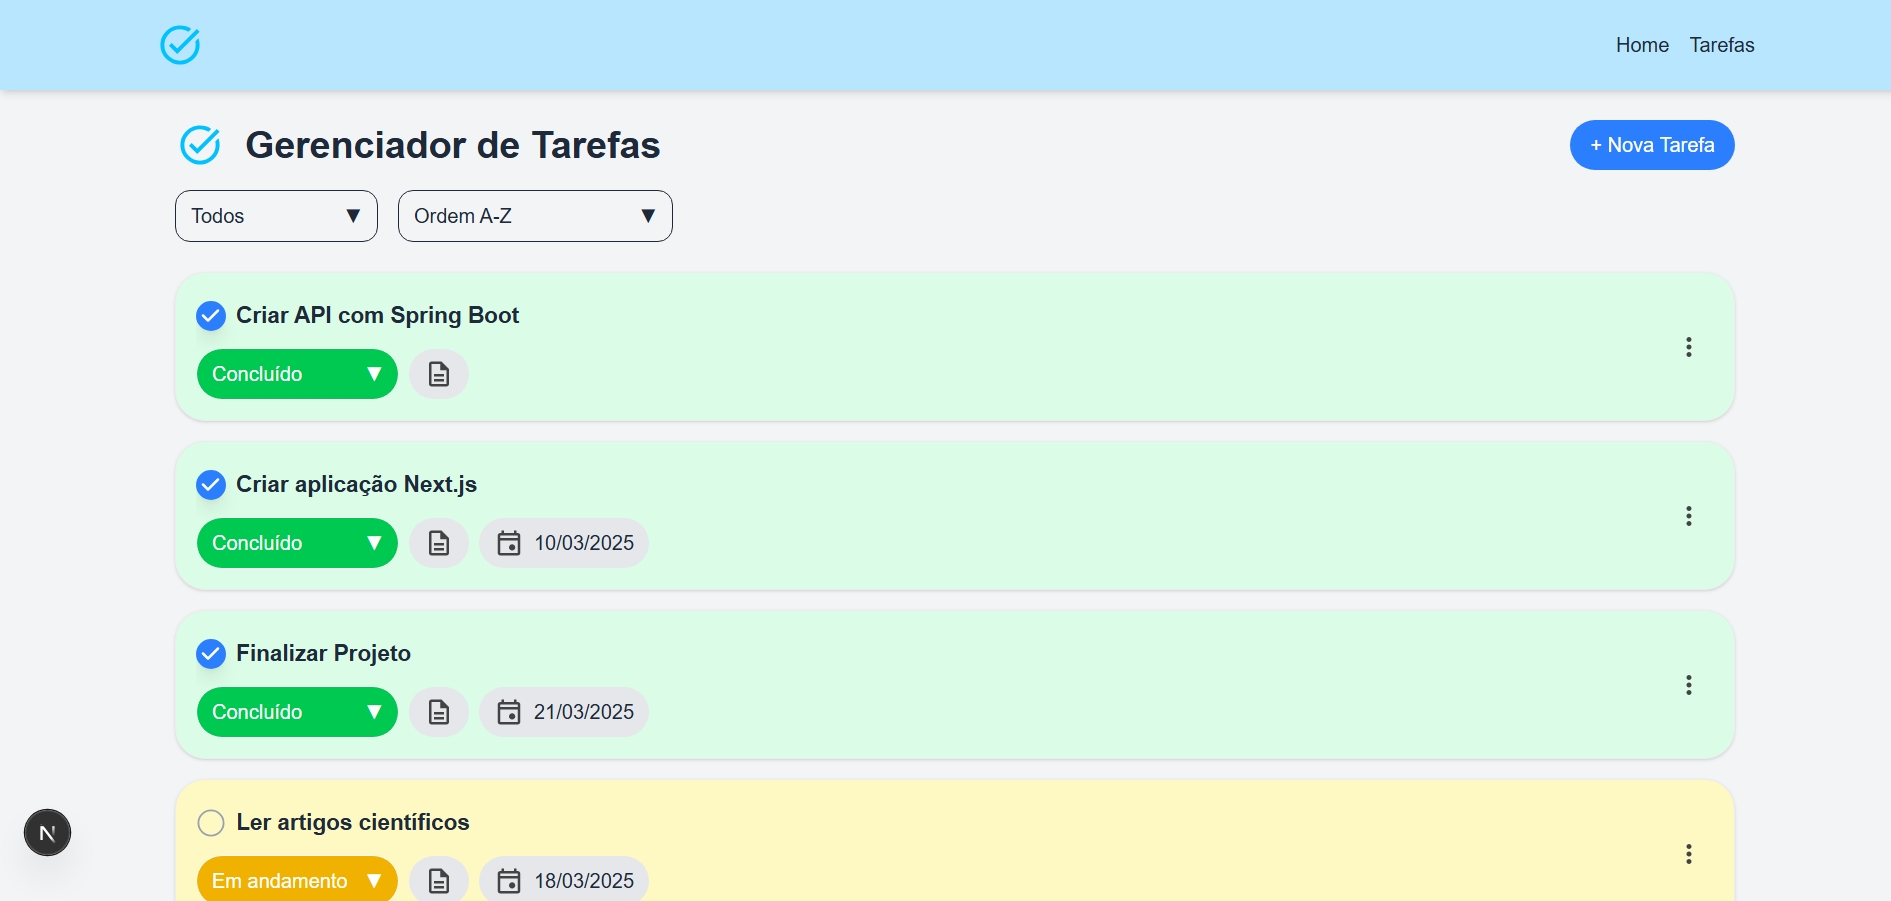 Home Tarefas
Gerenciador de Tarefas
+ Nova Tarefa
Todos ▼
Ordem A-Z ▼
Criar API com Spring Boot
Concluído ▼
Criar aplicação Next.js
Concluído ▼ 10/03/2025
Finalizar Projeto
Concluído ▼ 21/03/2025
Ler artigos científicos
Em andamento ▼ 18/03/2025
N